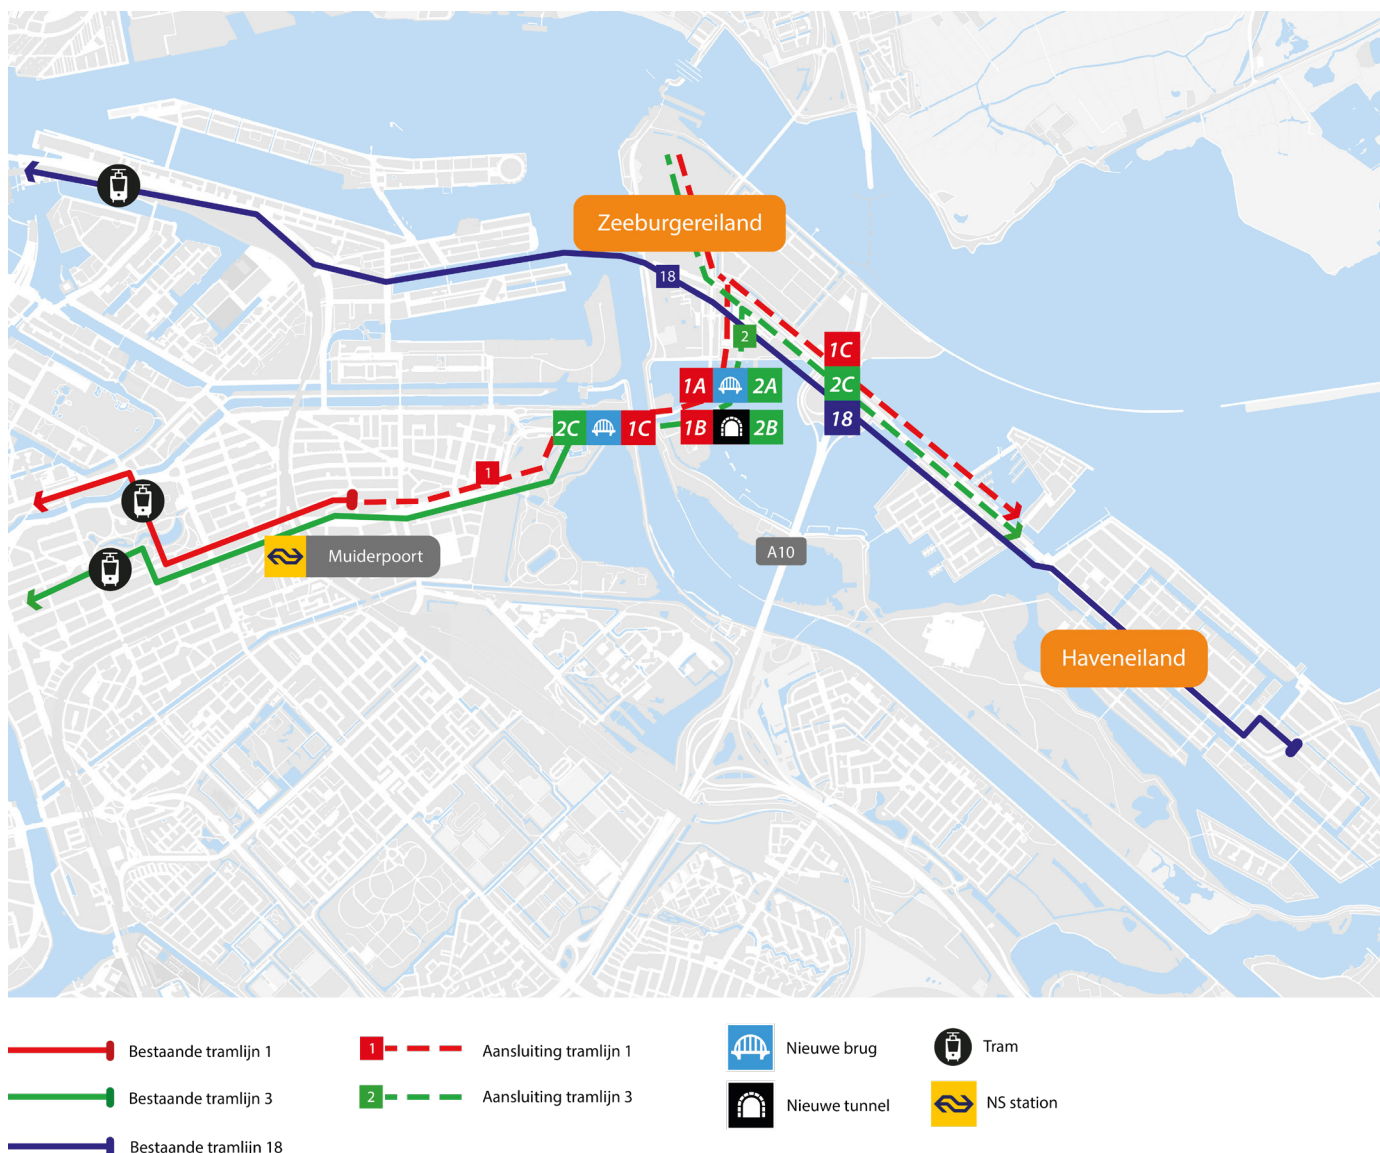 Zeeburgereiland
18
2
1C
2C
18
1A 2A
1B 2B
2C 1C
1
Muiderpoort
A10
Haveneiland
Bestaande tramlijn 1
1 Aansluiting tramlijn 1
Nieuwe brug
Tram
Bestaande tramlijn 3
2 Aansluiting tramlijn 3
Nieuwe tunnel
NS station
Bestaande tramlijn 18